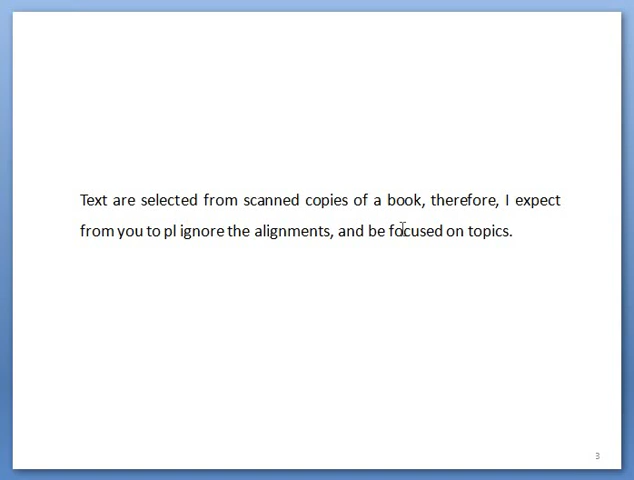 Text are selected from scanned copies of a book, therefore, I expect
from you to pl ignore the alignments, and be focused on topics.
3